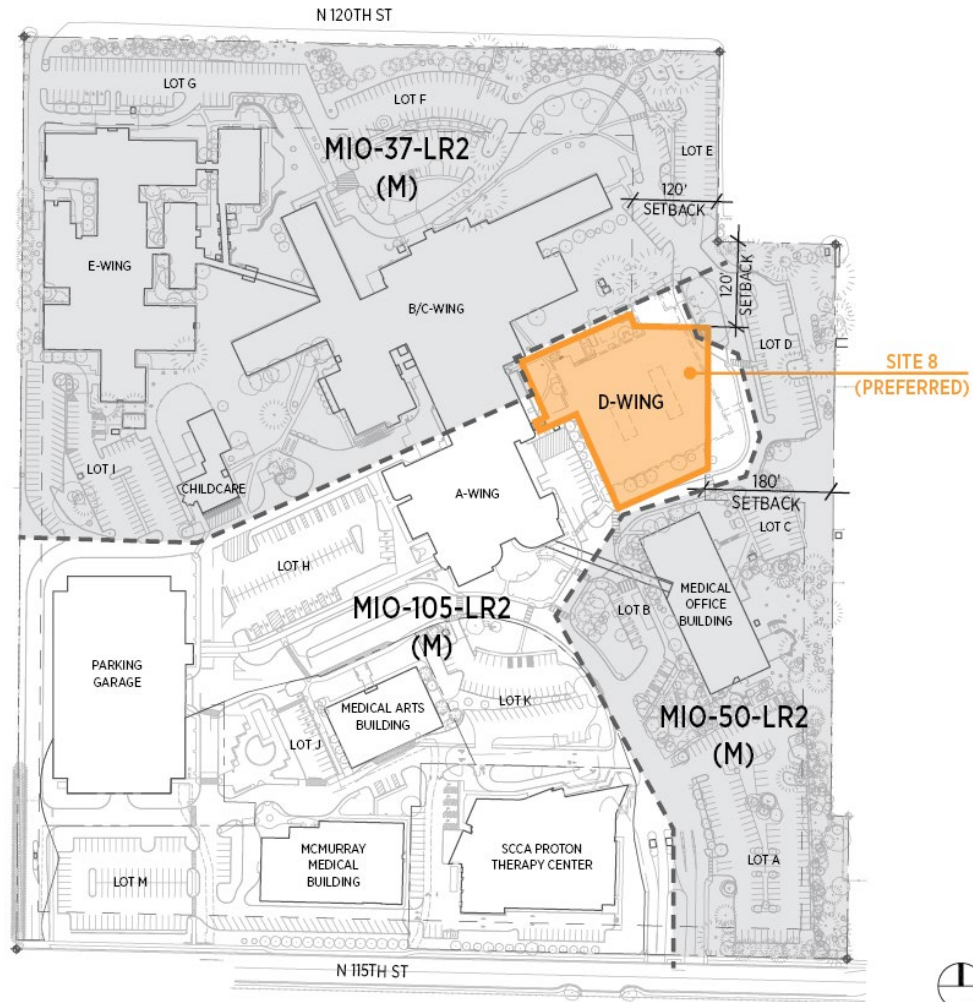 N 120TH ST
LOT G
LOT F
LOT E
MIO-37-LR2
(M)
120'
SETBACK
120'
SETBACK
E-WING
B/C-WING
LOT D
SITE 8
(PREFERRED)
D-WING
LOT I
CHILDCARE
A-WING
180'
SETBACK
LOT C
LOT H
MEDICAL
OFFICE
BUILDING
LOT B
MIO-105-LR2
(M)
PARKING
GARAGE
MEDICAL ARTS
BUILDING
LOT K
LOT J
MIO-50-LR2
(M)
MCMURRAY
MEDICAL
BUILDING
SCCA PROTON
THERAPY CENTER
LOT A
LOT M
N 115TH ST